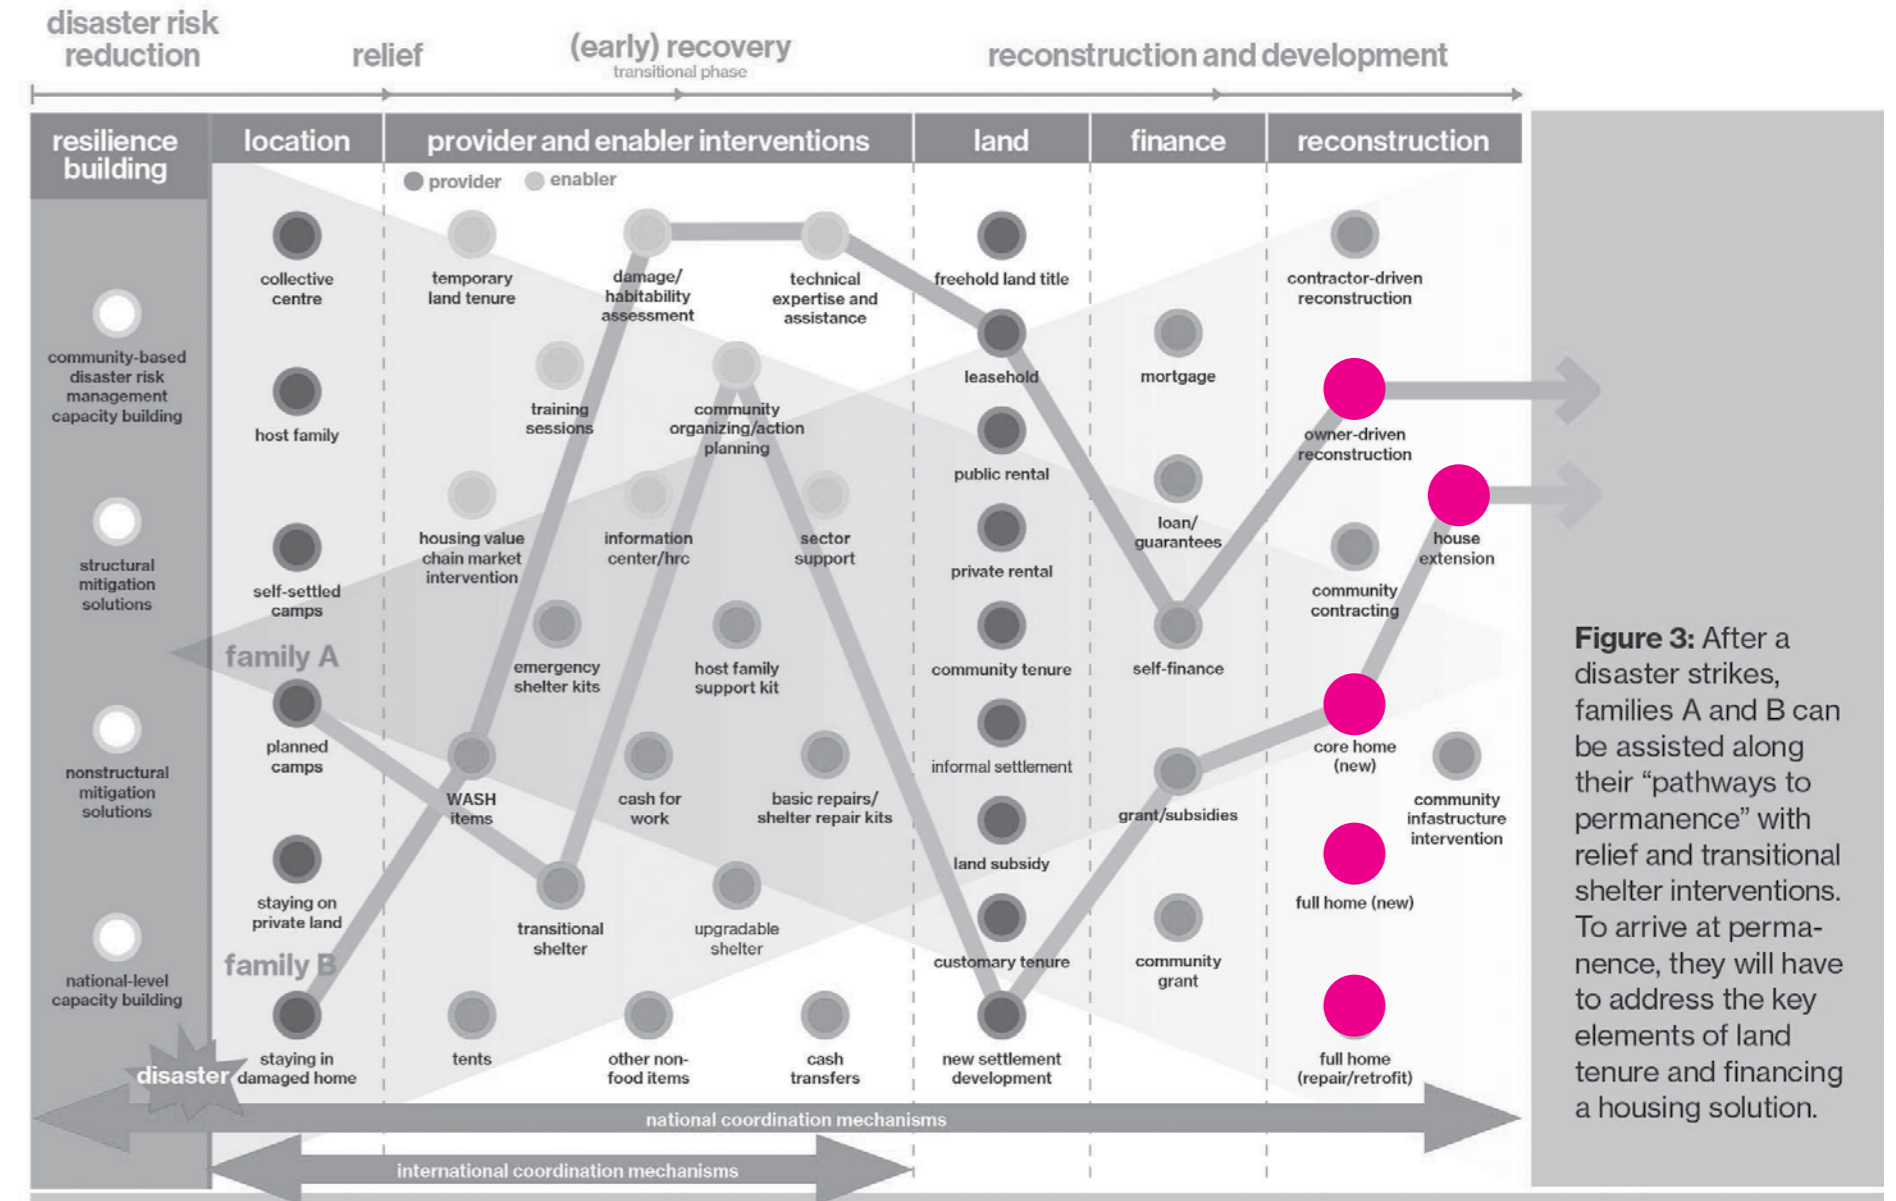 disaster risk
reduction
relief
(early) recovery
transitional phase
reconstruction and development
resilience
building
location
provider and enabler interventions
land
finance
reconstruction
provider
enabler
community-based
disaster risk
management
capacity building
structural
mitigation
solutions
nonstructural
mitigation
solutions
national-level
capacity building
collective
centre
host family
self-settled
camps
family A
planned
camps
staying on
private land
family B
staying in
damaged home
disaster
temporary
land tenure
damage/
habitability
assessment
technical
expertise and
assistance
training
sessions
community
organizing/action
planning
housing value
chain market
intervention
information
center/hrc
sector
support
emergency
shelter kits
host family
support kit
WASH
items
cash for
work
basic repairs/
shelter repair kits
transitional
shelter
upgradable
shelter
tents
other non-
food items
cash
transfers
freehold land title
leasehold
public rental
private rental
community tenure
informal settlement
land subsidy
customary tenure
new settlement
development
mortgage
loan/
guarantees
self-finance
grant/subsidies
community
grant
contractor-driven
reconstruction
owner-driven
reconstruction
house
extension
community
contracting
core home
(new)
community
infastructure
intervention
full home (new)
full home
(repair/retrofit)
national coordination mechanisms
international coordination mechanisms
Figure 3: After a
disaster strikes,
families A and B can
be assisted along
their “pathways to
permanence” with
relief and transitional
shelter interventions.
To arrive at perma-
nence, they will have
to address the key
elements of land
tenure and financing
a housing solution.